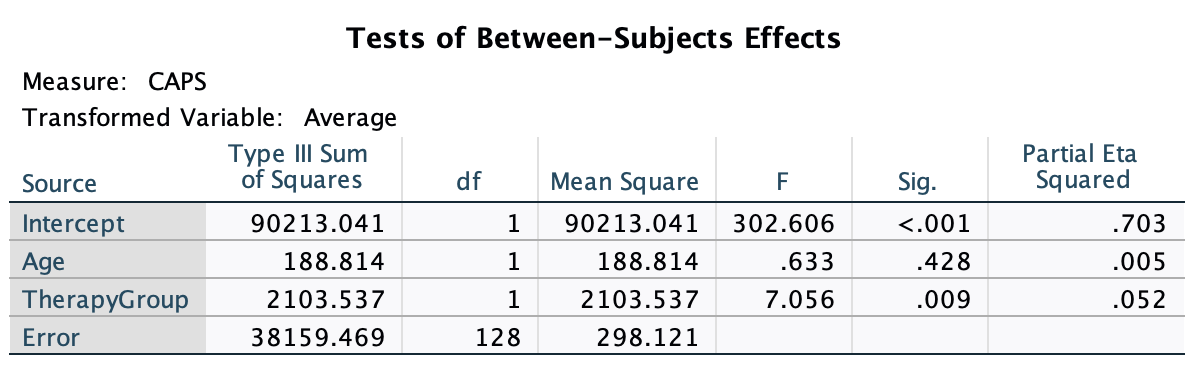 Tests of Between-Subjects Effects
Measure: CAPS
Transformed Variable: Average
Source Type III Sum of Squares df Mean Square F Sig. Partial Eta Squared
Intercept 90213.041 1 90213.041 302.606 <.001 .703
Age 188.814 1 188.814 .633 .428 .005
TherapyGroup 2103.537 1 2103.537 7.056 .009 .052
Error 38159.469 128 298.121